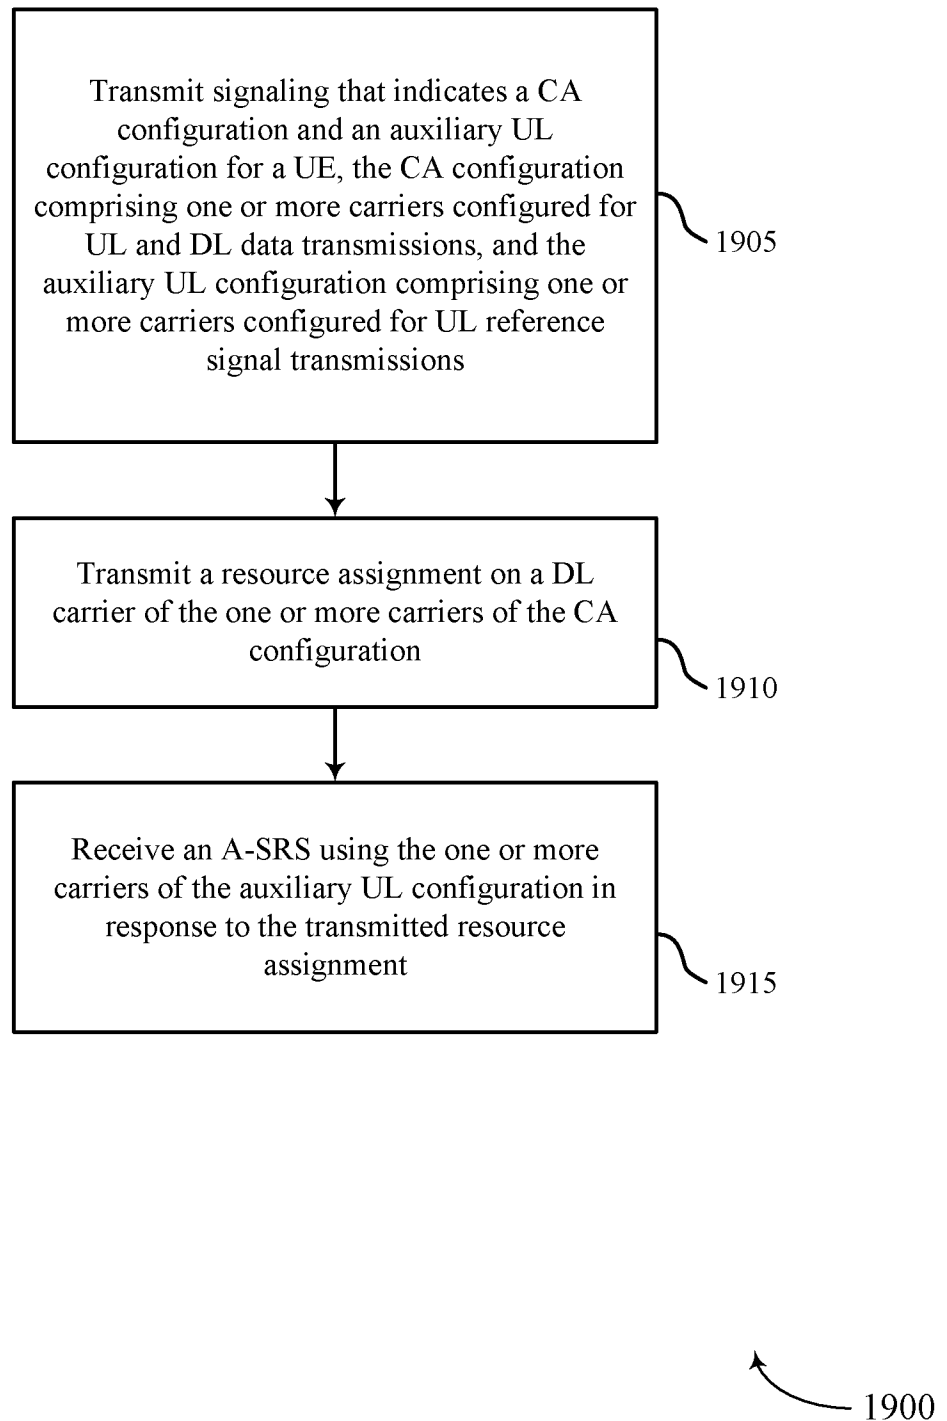 Transmit signaling that indicates a CA
configuration and an auxiliary UL
configuration for a UE, the CA configuration
comprising one or more carriers configured for
UL and DL data transmissions, and the
auxiliary UL configuration comprising one or
more carriers configured for UL reference
signal transmissions
1905
Transmit a resource assignment on a DL
carrier of the one or more carriers of the CA
configuration
1910
Receive an A-SRS using the one or more
carriers of the auxiliary UL configuration in
response to the transmitted resource
assignment
1915
1900